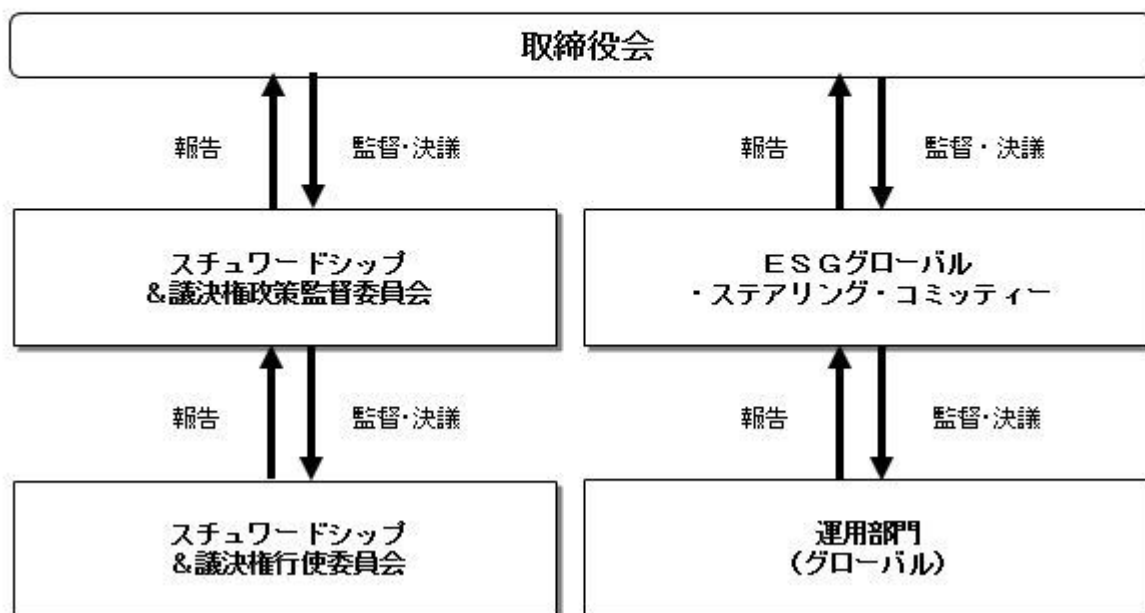 取締役会
報告
監督・決議
報告
監督・決議
スチュワードシップ
&議決権政策監督委員会
ESGグローバル
・ステアリング・コミッティー
報告
監督・決議
報告
監督・決議
スチュワードシップ
&議決権行使委員会
運用部門
(グローバル)